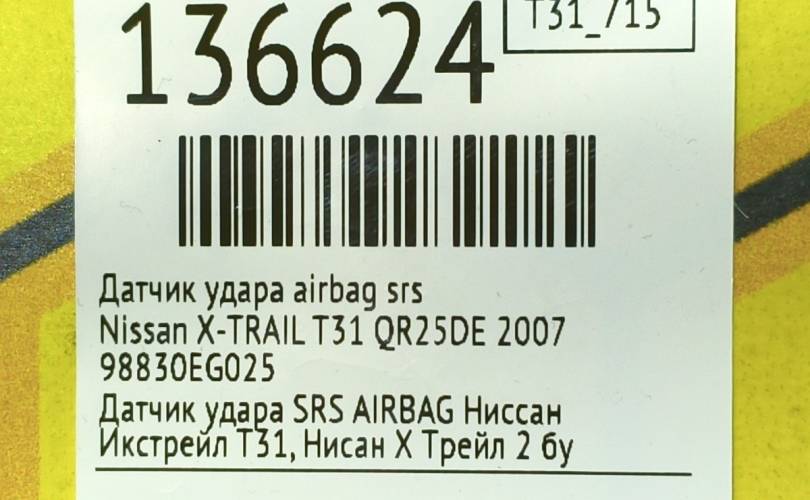 T31_715
136624
Датчик удара airbag srs
Nissan X-TRAIL T31 QR25DE 2007
98830EG025
Датчик удара SRS AIRBAG Ниссан
Икстрейл Т31, Нисан Х Трейл 2 бу